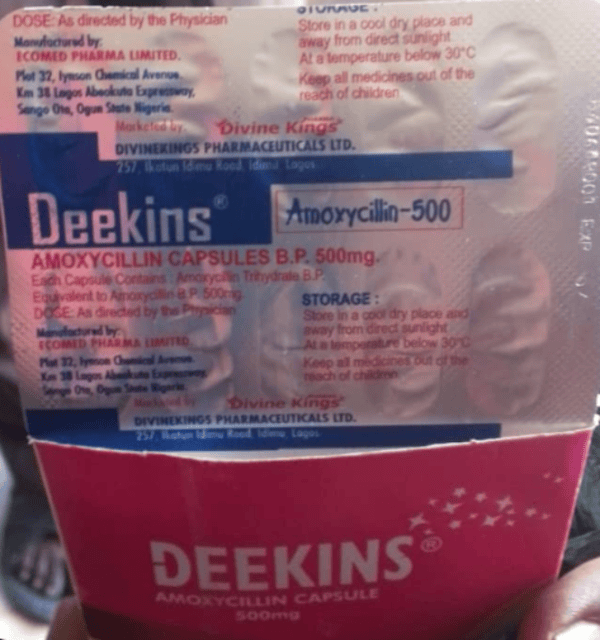 DOSE: As directed by the Physician
Manufactured by:
ECOMED PHARMA LIMITED.
Plot 32, Iynson Chemical Avenue
Km 38 Lagos Abeokuta Expressway,
Sango Ota, Ogun State Nigeria.
STORAGE:
Store in a cool dry place and
away from direct sunlight
At a temperature below 30°C
Keep all medicines out of the
reach of children
Marketed by: Divine Kings
DIVINEKINGS PHARMACEUTICALS LTD.
257, Ikotun Idimu Road, Idimu, Lagos
Deekins® Amoxycillin-500
AMOXYCILLIN CAPSULES B.P. 500mg.
Each Capsule Contains: Amoxycillin Trihydrate B.P.
Equivalent to Amoxycillin B.P. 500mg
DOSE: As directed by the Physician
Manufactured by:
ECOMED PHARMA LIMITED.
Plot 32, Iynson Chemical Avenue.
Km 38 Lagos Abeokuta Expressway,
Sango Ota, Ogun State Nigeria.
STORAGE :
Store in a cool dry place and
away from direct sunlight
At a temperature below 30°C
Keep all medicines out of the
reach of children
Marketed by Divine Kings
DIVINEKINGS PHARMACEUTICALS LTD.
257, Ikotun Idimu Road, Idimu, Lagos
EXP
DEEKINS®
AMOXYCILLIN CAPSULE
500mg